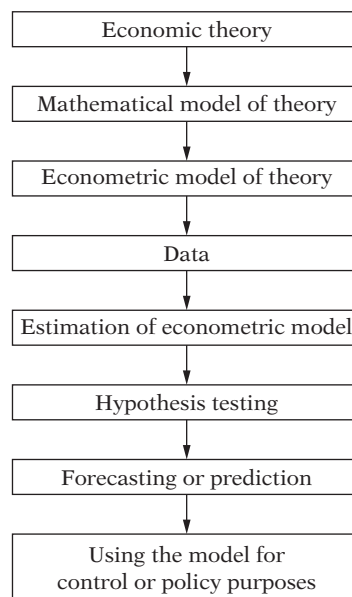 Economic theory
Mathematical model of theory
Econometric model of theory
Data
Estimation of econometric model
Hypothesis testing
Forecasting or prediction
Using the model for
control or policy purposes